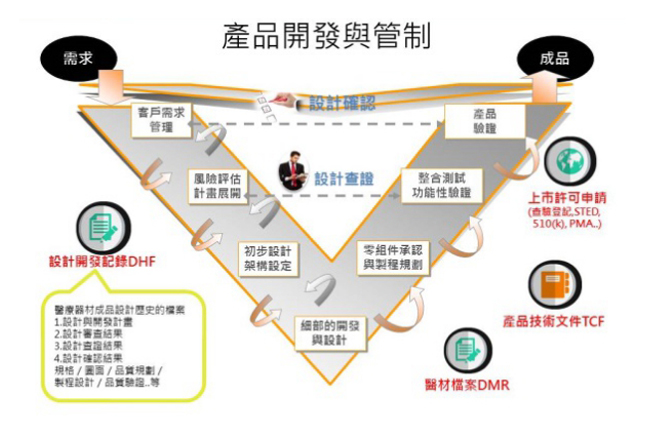 產品開發與管制
需求
成品
設計確認
客戶需求
管理
產品
驗證
設計查證
風險評估
計畫展開
整合測試
功能性驗證
上市許可申請
(查驗登記,STED,
510(k), PMA..)
初步設計
架構設定
零組件承認
與製程規劃
設計開發記錄DHF
醫療器材成品設計歷史的檔案
1.設計與開發計畫
2.設計審查結果
3.設計查證結果
4.設計確認結果
規格 / 圖面 / 品質規劃 /
製程設計 / 品質驗證..等
細部的開發
與設計
產品技術文件TCF
醫材檔案DMR